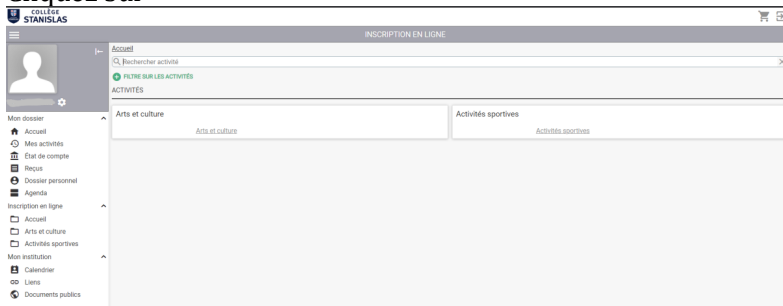 COLLÈGE
STANISLAS
INSCRIPTION EN LIGNE
Accueil
Rechercher activité
FILTRE SUR LES ACTIVITÉS
ACTIVITÉS
Arts et culture
Arts et culture
Activités sportives
Activités sportives
Mon dossier
Accueil
Mes activités
État de compte
Reçus
Dossier personnel
Agenda
Inscription en ligne
Accueil
Arts et culture
Activités sportives
Mon institution
Calendrier
Liens
Documents publics